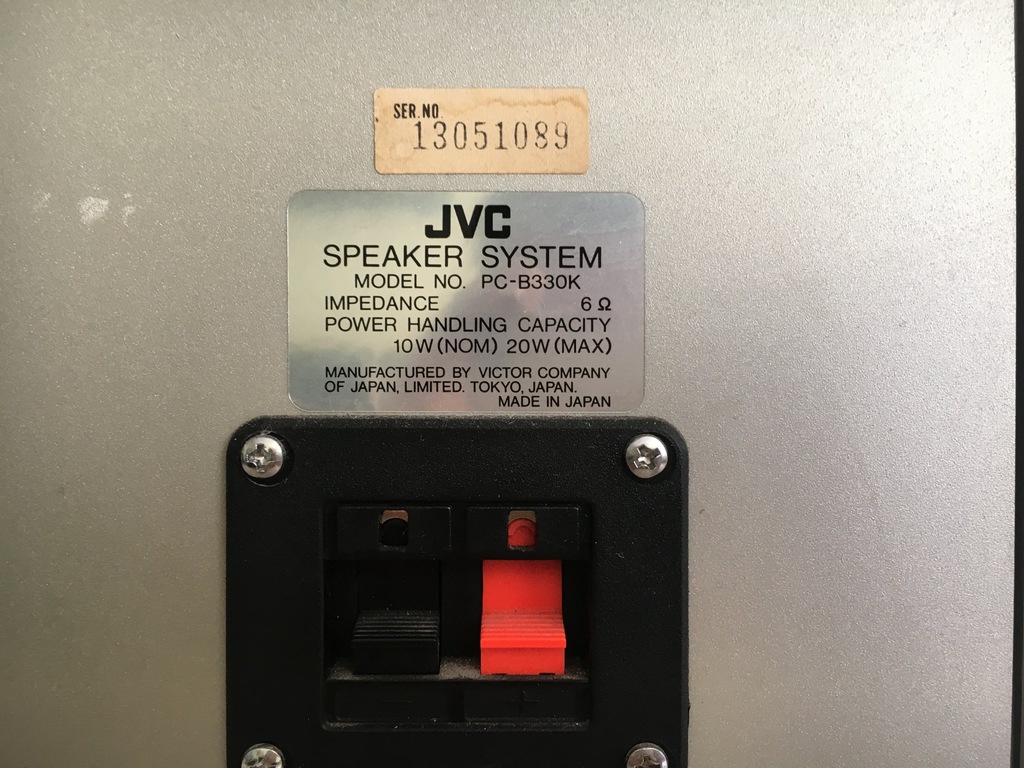 SER.NO.
13051089
JVC
SPEAKER SYSTEM
MODEL NO. PC-B330K
IMPEDANCE 6 Ω
POWER HANDLING CAPACITY
10W (NOM) 20W (MAX)
MANUFACTURED BY VICTOR COMPANY
OF JAPAN, LIMITED. TOKYO, JAPAN.
MADE IN JAPAN
− +